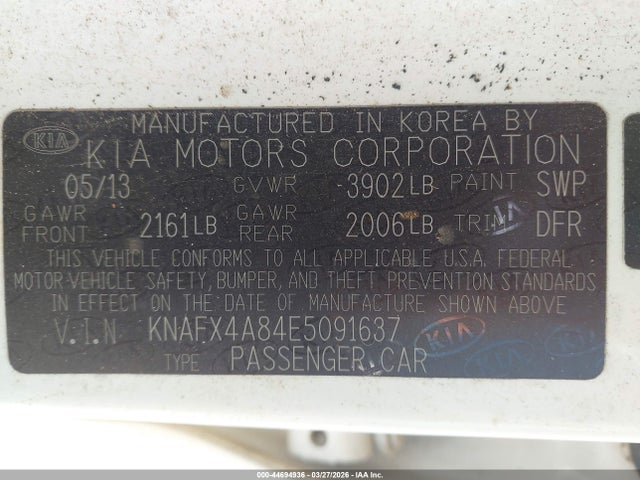 MANUFACTURED IN KOREA BY
KIA KIA MOTORS CORPORATION
05/13 GVWR 3902LB PAINT SWP
GAWR FRONT 2161LB GAWR REAR 2006LB TRIM DFR
THIS VEHICLE CONFORMS TO ALL APPLICABLE U.S.A. FEDERAL
MOTOR VEHICLE SAFETY, BUMPER, AND THEFT PREVENTION STANDARDS
IN EFFECT ON THE DATE OF MANUFACTURE SHOWN ABOVE
V.I.N KNAFX4A84E5091637
KIA
TYPE PASSENGER CAR
000-44694936 - 03/27/2026 - IAA Inc.